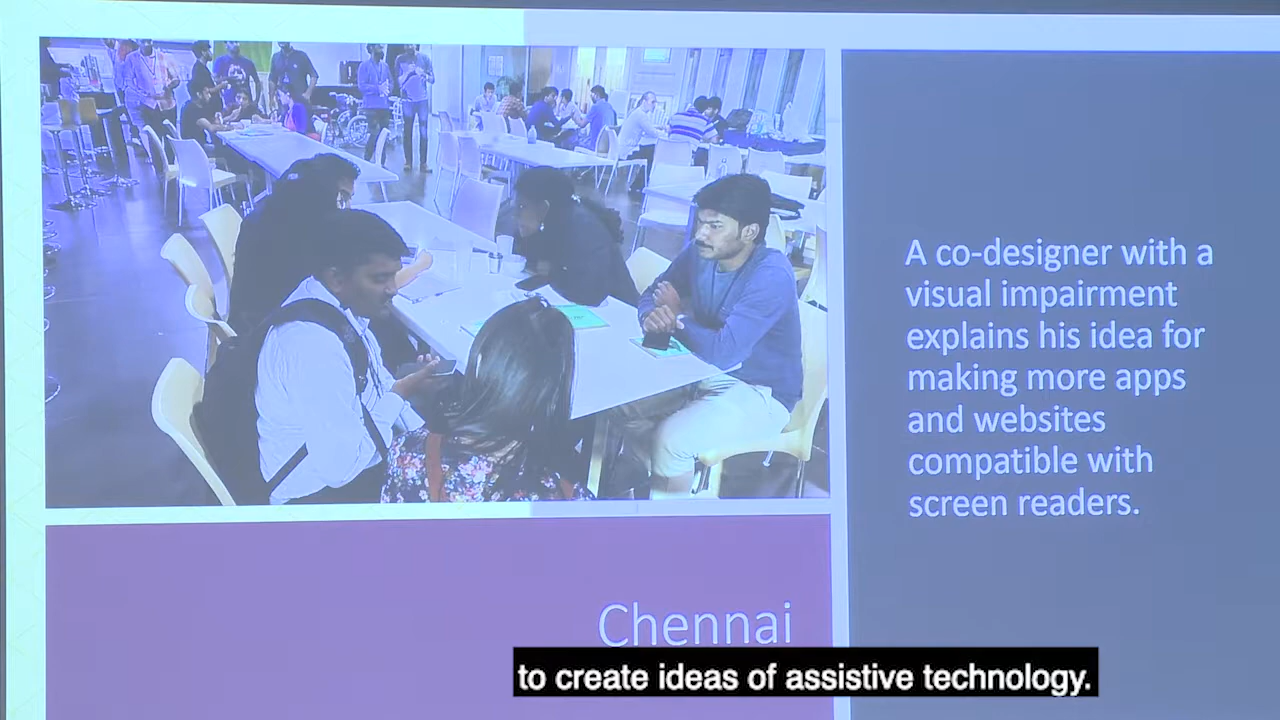 A co-designer with a
visual impairment
explains his idea for
making more apps
and websites
compatible with
screen readers.
Chennai
to create ideas of assistive technology.